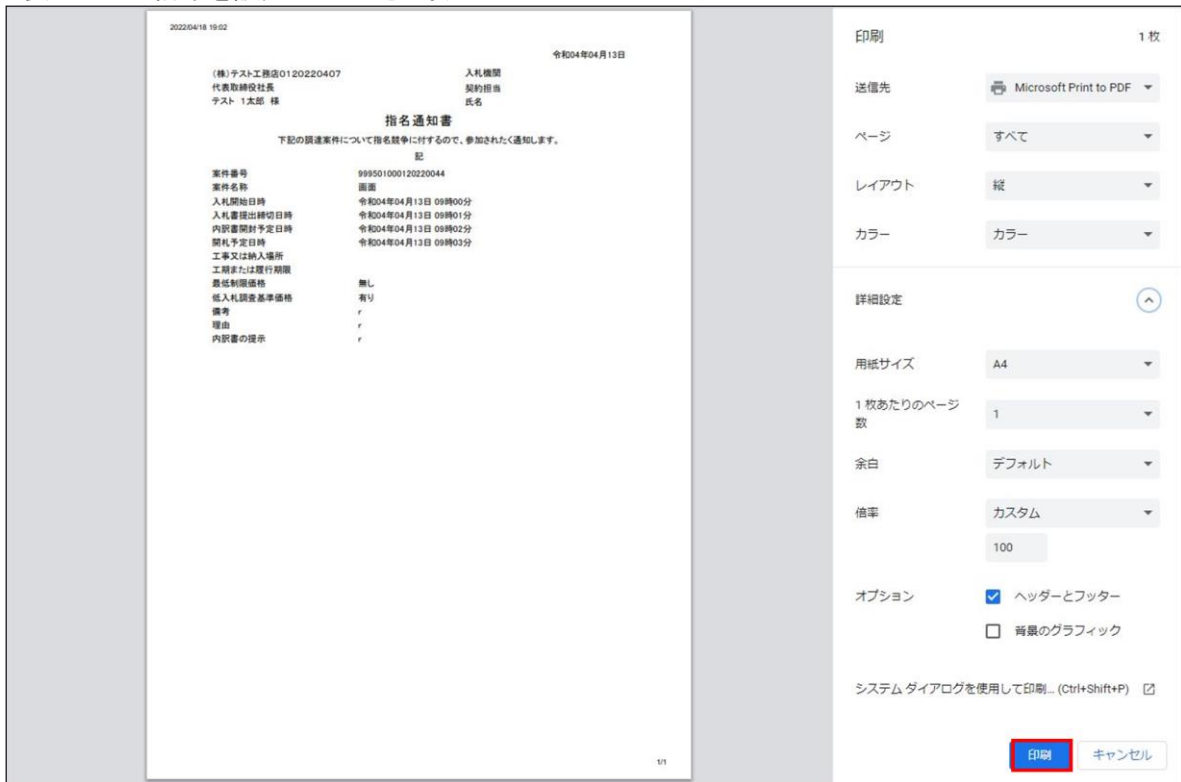 2022/04/18 19:02
令和04年04月13日
(株)テスト工務店0120220407
代表取締役社長
テスト 1太郎 様
入札機関
契約担当
氏名
指名通知書
下記の調達案件について指名競争に付するので、参加されたく通知します。
記
案件番号 999501000120220044
案件名称 画面
入札開始日時 令和04年04月13日 09時00分
入札書提出締切日時 令和04年04月13日 09時01分
内訳書開封予定日時 令和04年04月13日 09時02分
開札予定日時 令和04年04月13日 09時03分
工事又は納入場所
工期または履行期限
最低制限価格 無し
低入札調査基準価格 有り
備考 r
理由 r
内訳書の提示 r
1/1
印刷 1 枚
送信先 Microsoft Print to PDF
ページ すべて
レイアウト 縦
カラー カラー
詳細設定
用紙サイズ A4
1 枚あたりのページ
数 1
余白 デフォルト
倍率 カスタム
100
オプション ヘッダーとフッター
背景のグラフィック
システム ダイアログを使用して印刷... (Ctrl+Shift+P)
印刷 キャンセル